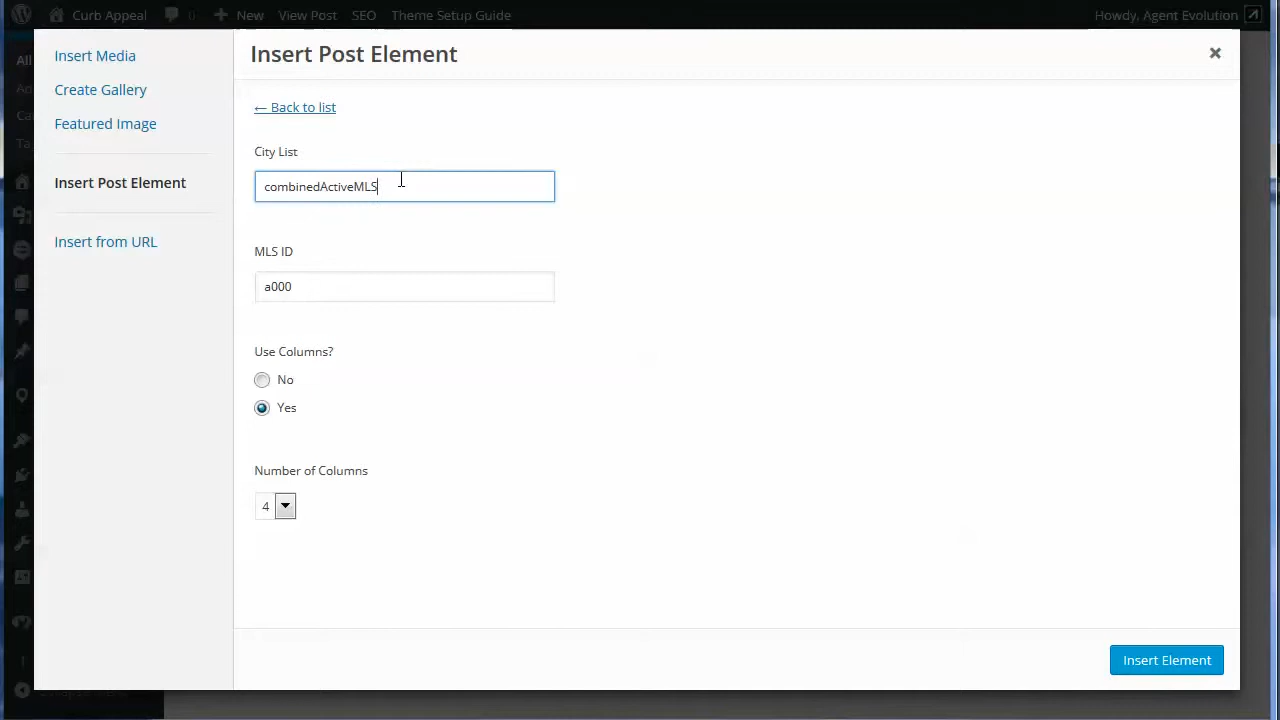 Curb Appeal 0 New View Post SEO Theme Setup Guide Howdy, Agent Evolution
Insert Media
Create Gallery
Featured Image
Insert Post Element
Insert from URL
Insert Post Element
← Back to list
City List
combinedActiveMLS
MLS ID
a000
Use Columns?
No
Yes
Number of Columns
4
Insert Element
All